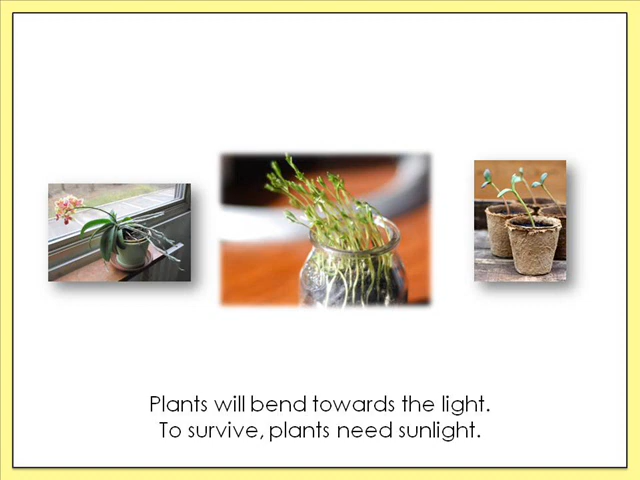 Plants will bend towards the light.
To survive, plants need sunlight.